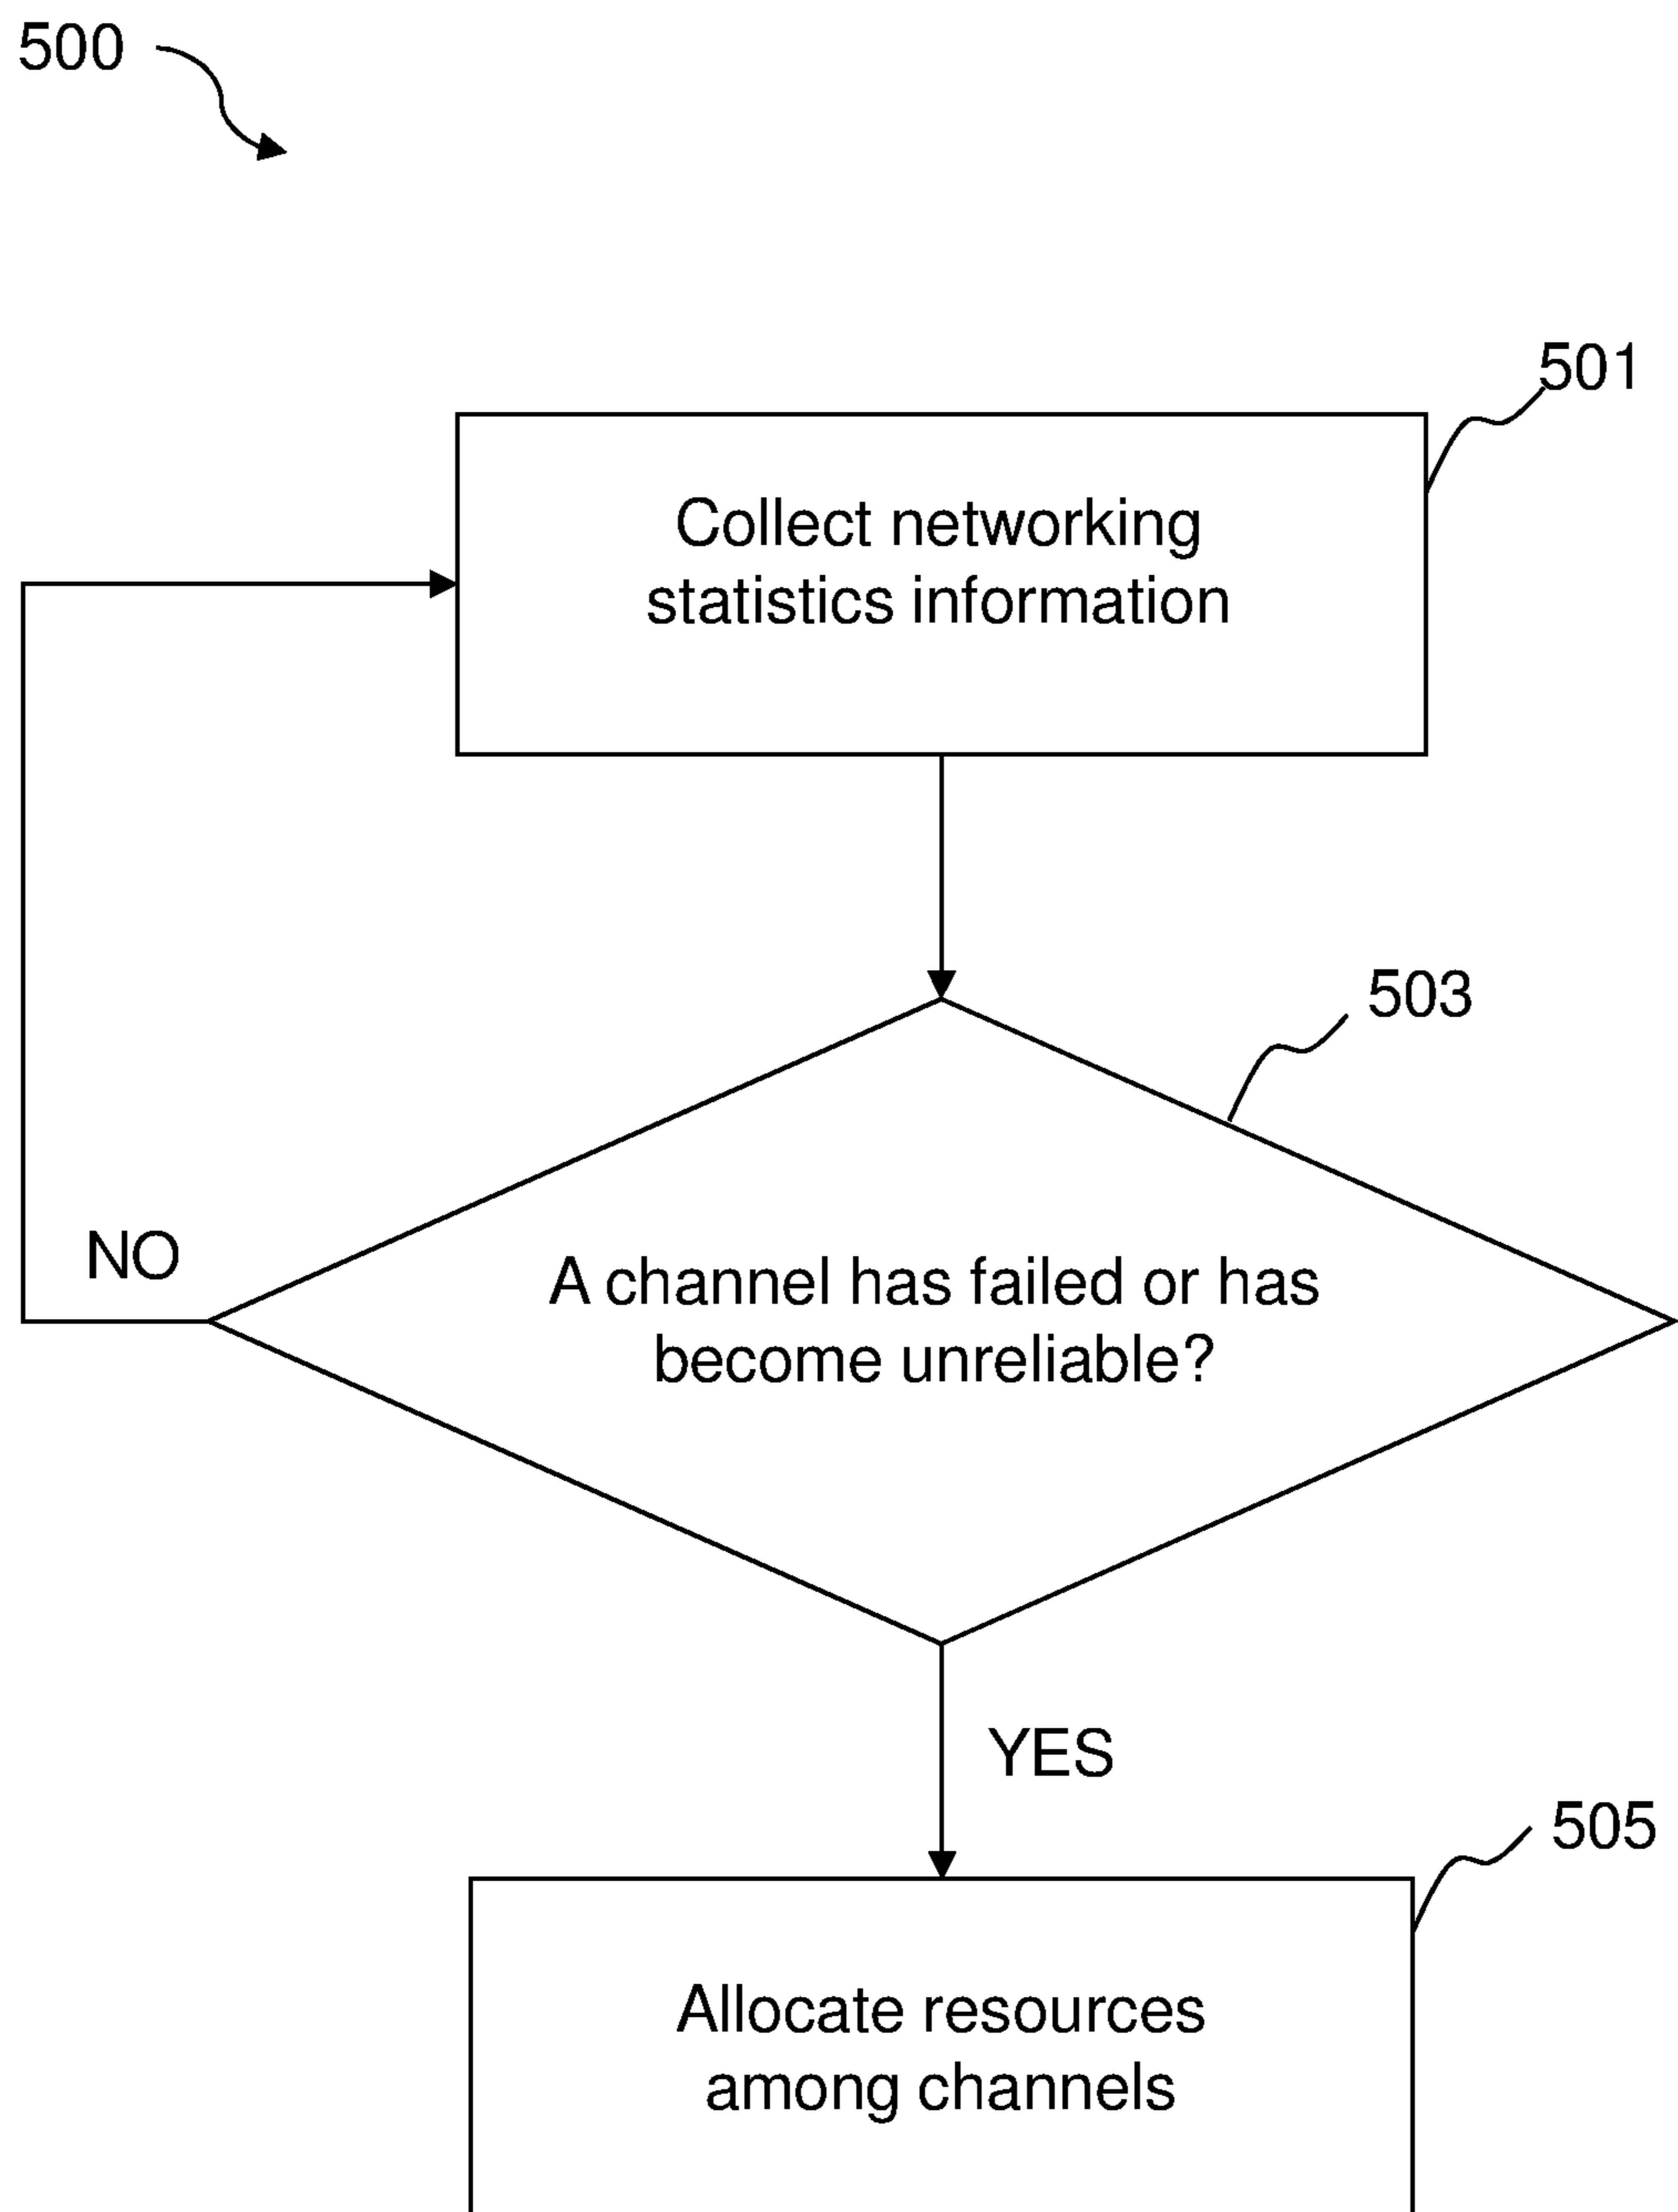 500
501
Collect networking
statistics information
503
NO
A channel has failed or has
become unreliable?
YES
505
Allocate resources
among channels